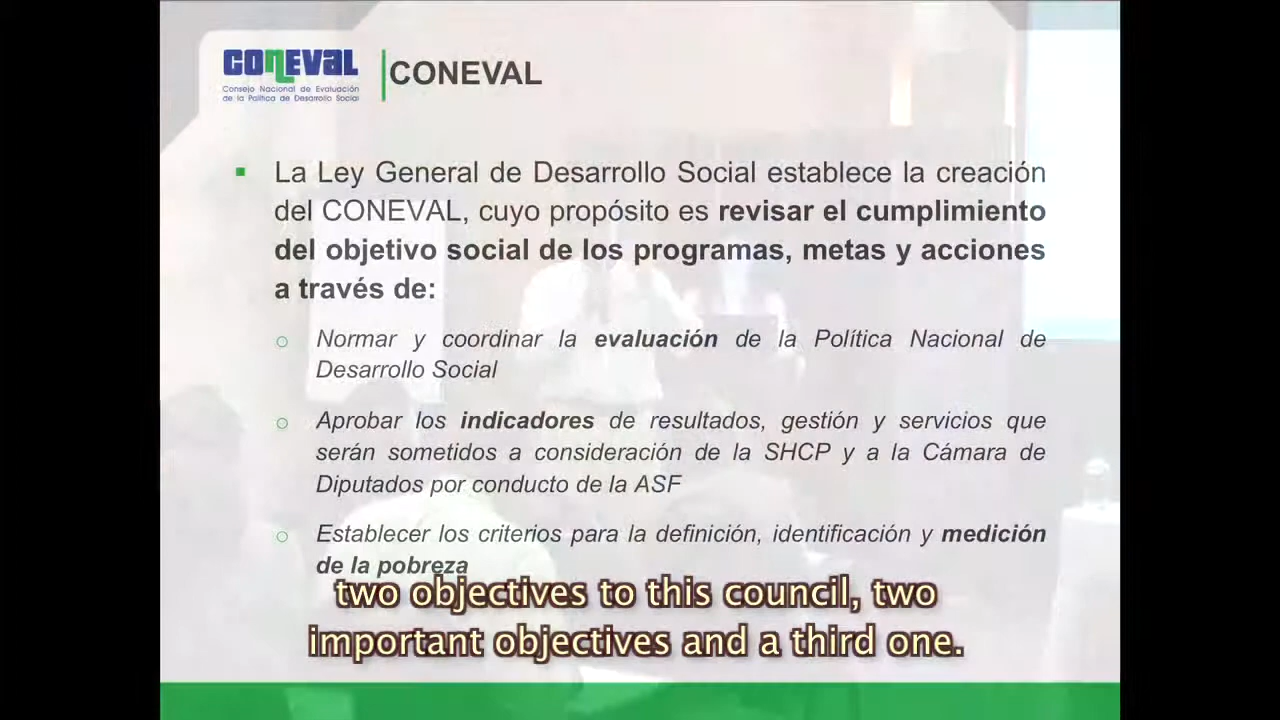 CONEVAL
Consejo Nacional de Evaluación
de la Política de Desarrollo Social
CONEVAL
La Ley General de Desarrollo Social establece la creación
del CONEVAL, cuyo propósito es revisar el cumplimiento
del objetivo social de los programas, metas y acciones
a través de:
Normar y coordinar la evaluación de la Política Nacional de
Desarrollo Social
Aprobar los indicadores de resultados, gestión y servicios que
serán sometidos a consideración de la SHCP y a la Cámara de
Diputados por conducto de la ASF
Establecer los criterios para la definición, identificación y medición
de la pobreza
two objectives to this council, two
important objectives and a third one.